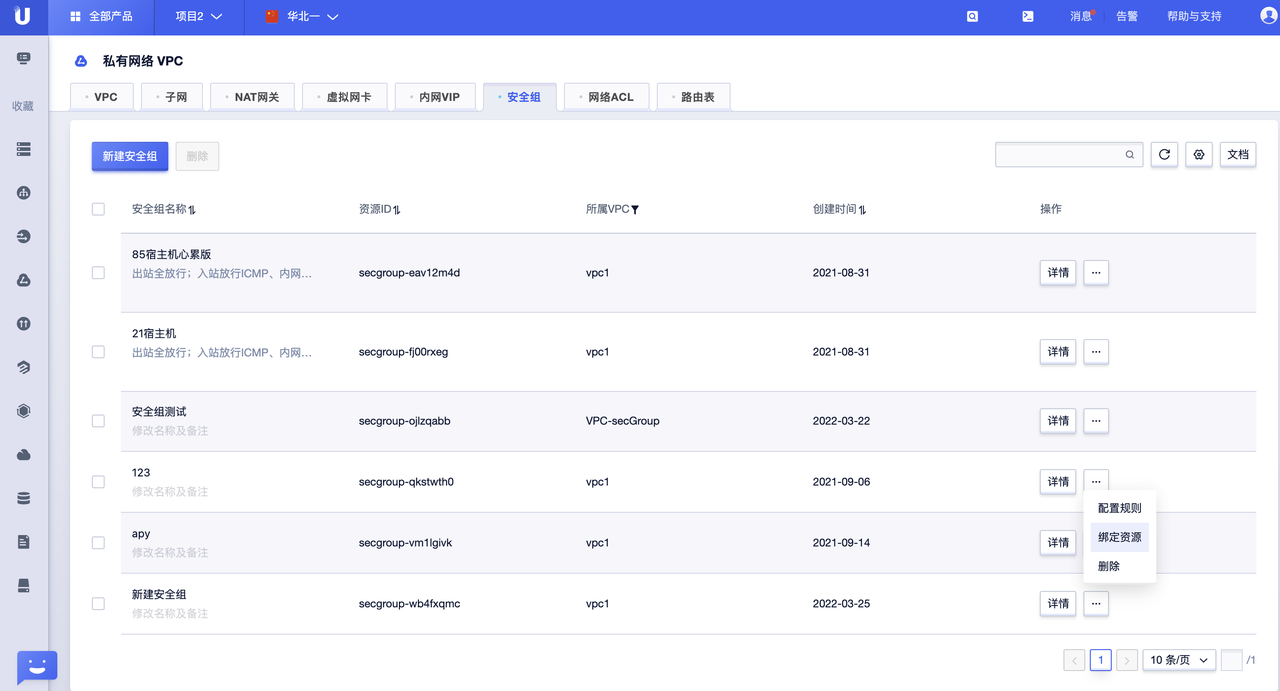 U 全部产品 项目2 华北一 消息 告警 帮助与支持
收藏
私有网络 VPC
VPC 子网 NAT网关 虚拟网卡 内网VIP 安全组 网络ACL 路由表
新建安全组 删除 文档
安全组名称 资源ID 所属VPC 创建时间 操作
85宿主机心累版
出站全放行；入站放行ICMP、内网...
secgroup-eav12m4d vpc1 2021-08-31 详情 ...
21宿主机
出站全放行；入站放行ICMP、内网...
secgroup-fj00rxeg vpc1 2021-08-31 详情 ...
安全组测试
修改名称及备注
secgroup-ojlzqabb VPC-secGroup 2022-03-22 详情 ...
123
修改名称及备注
secgroup-qkstwth0 vpc1 2021-09-06 详情 ...
配置规则
绑定资源
删除
apy
修改名称及备注
secgroup-vm1lgivk vpc1 2021-09-14 详情
新建安全组
修改名称及备注
secgroup-wb4fxqmc vpc1 2022-03-25 详情 ...
< 1 > 10 条/页 /1